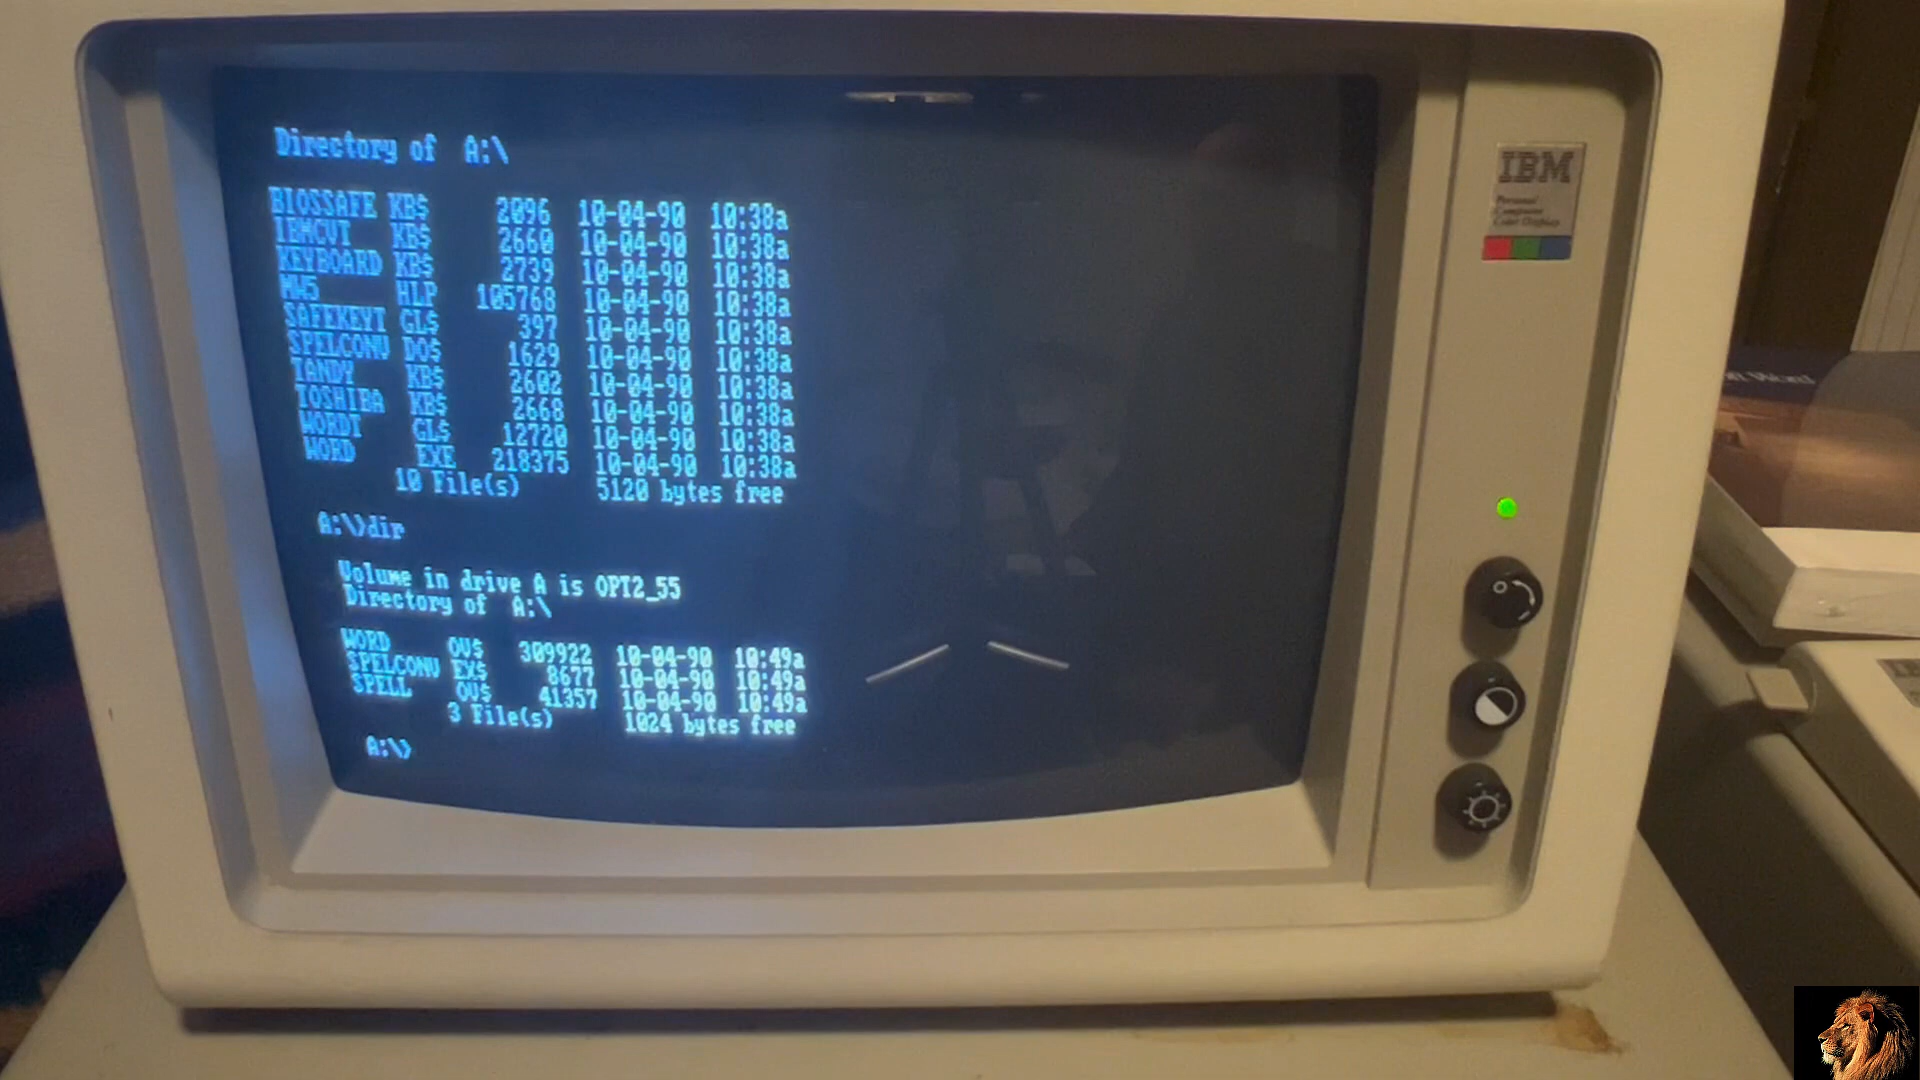 Directory of  A:\
BIOSSAFE KB$ 2096 10-04-90 10:38a
IBMCVT KB$ 2660 10-04-90 10:38a
KEYBOARD KB$ 2739 10-04-90 10:38a
MW5 HLP 105768 10-04-90 10:38a
SAFEKEYT GL$ 397 10-04-90 10:38a
SPELCONV DO$ 1629 10-04-90 10:38a
TANDY KB$ 2602 10-04-90 10:38a
TOSHIBA KB$ 2668 10-04-90 10:38a
WORDT GL$ 12720 10-04-90 10:38a
WORD EXE 218375 10-04-90 10:38a
10 File(s) 5120 bytes free
A:\>dir
Volume in drive A is OPT2_55
Directory of  A:\
WORD OV$ 309922 10-04-90 10:49a
SPELCONV EX$ 8677 10-04-90 10:49a
SPELL OV$ 41357 10-04-90 10:49a
3 File(s) 1024 bytes free
A:\>
IBM
Personal
Computer
Color Display
Word